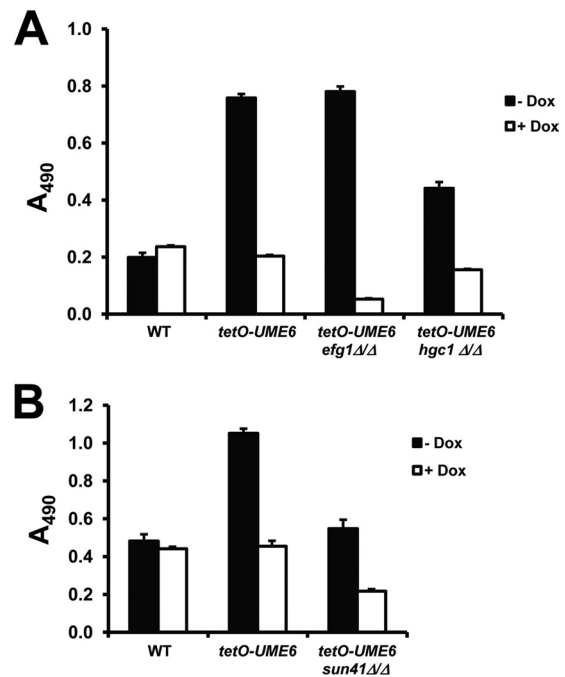 A
1.0
0.8
0.6
0.4
0.2
0.0
A490
- Dox
+ Dox
WT
tetO-UME6
tetO-UME6
efg1Δ/Δ
tetO-UME6
hgc1 Δ/Δ
B
1.2
1.0
0.8
0.6
0.4
0.2
0.0
A490
- Dox
+ Dox
WT
tetO-UME6
tetO-UME6
sun41Δ/Δ